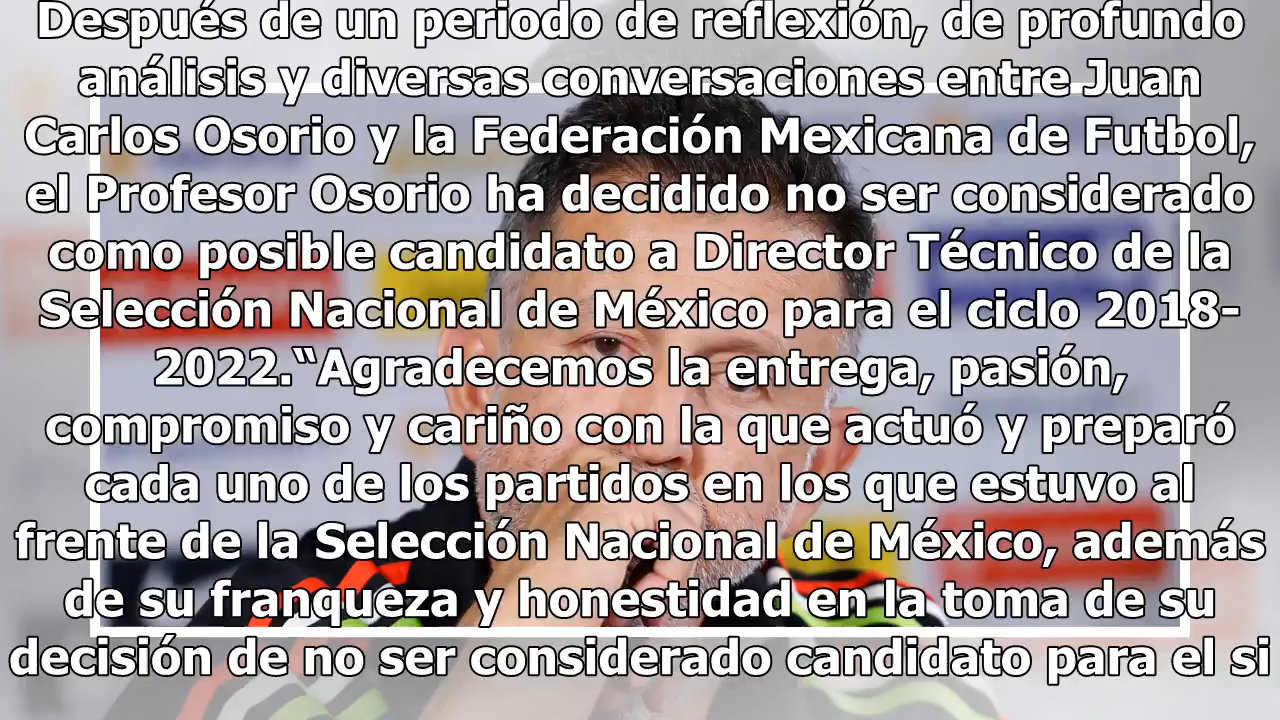 Después de un periodo de reflexión, de profundo
análisis y diversas conversaciones entre Juan
Carlos Osorio y la Federación Mexicana de Futbol,
el Profesor Osorio ha decidido no ser considerado
como posible candidato a Director Técnico de la
Selección Nacional de México para el ciclo 2018-
2022.“Agradecemos la entrega, pasión,
compromiso y cariño con la que actuó y preparó
cada uno de los partidos en los que estuvo al
frente de la Selección Nacional de México, además
de su franqueza y honestidad en la toma de su
decisión de no ser considerado candidato para el si